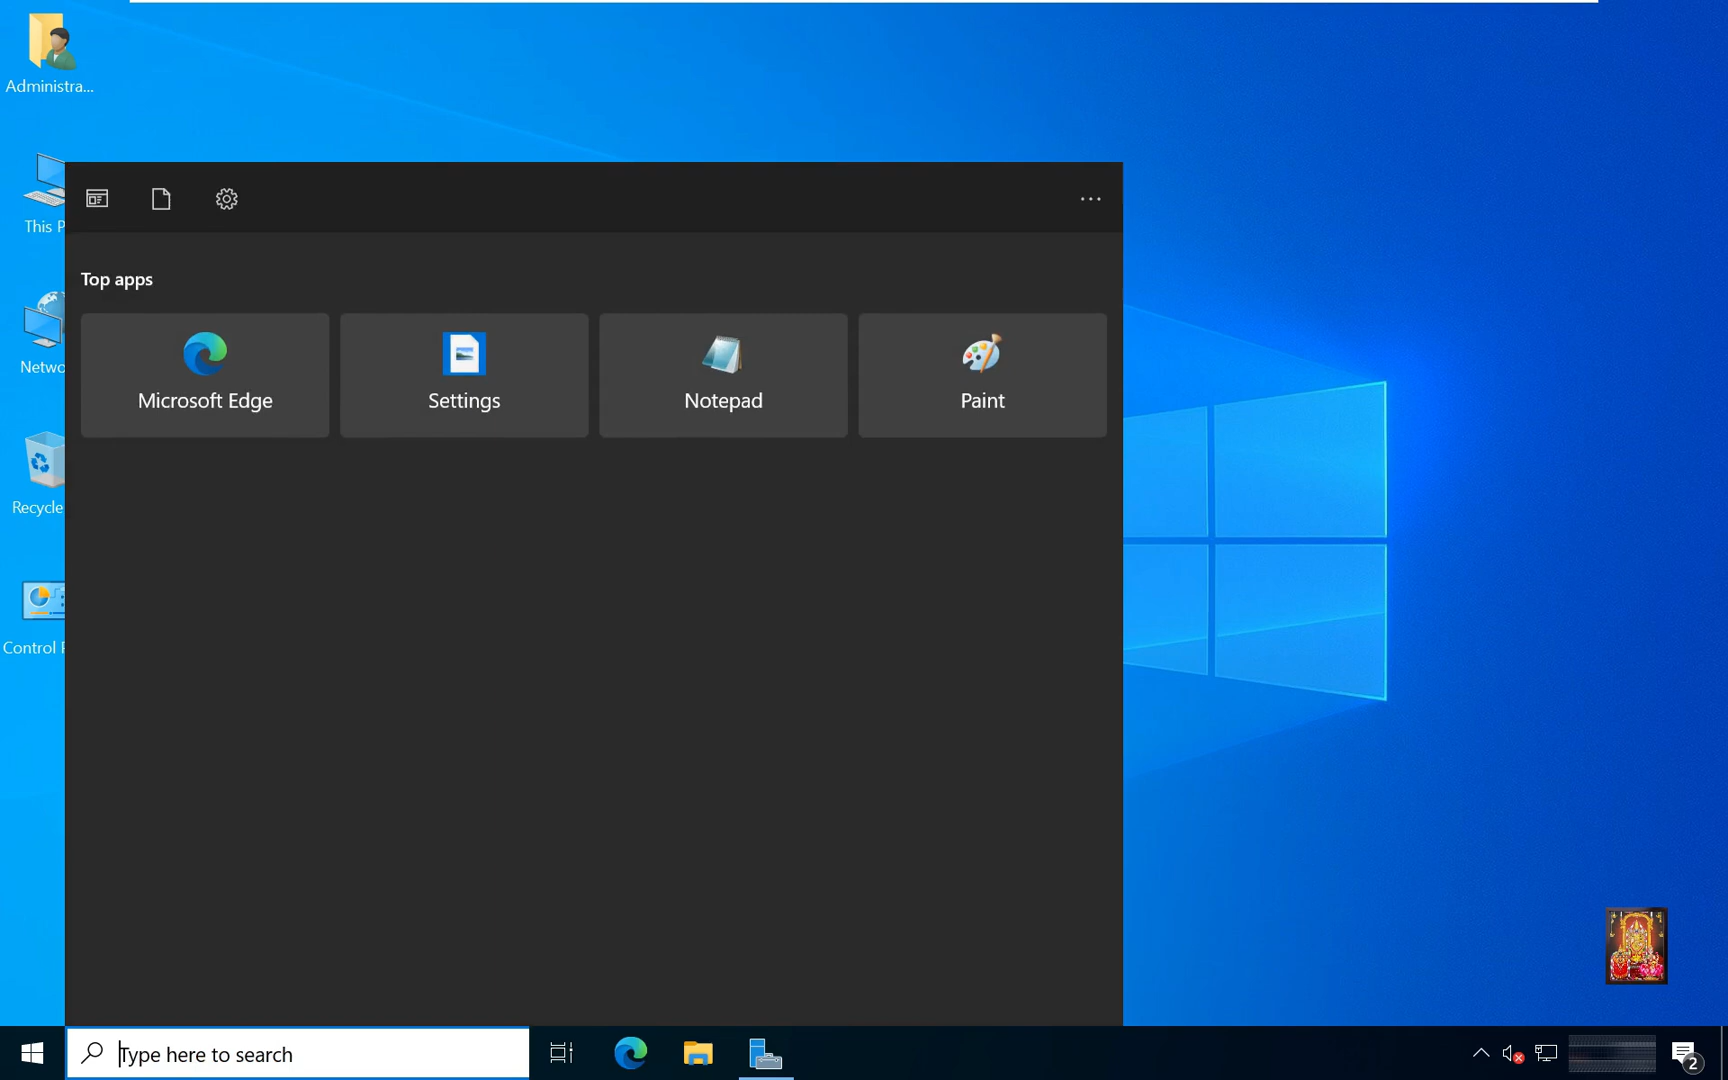 Administra...
This P
Netwo
Recycle
Control P
Top apps
Microsoft Edge
Settings
Notepad
Paint
Type here to search
2